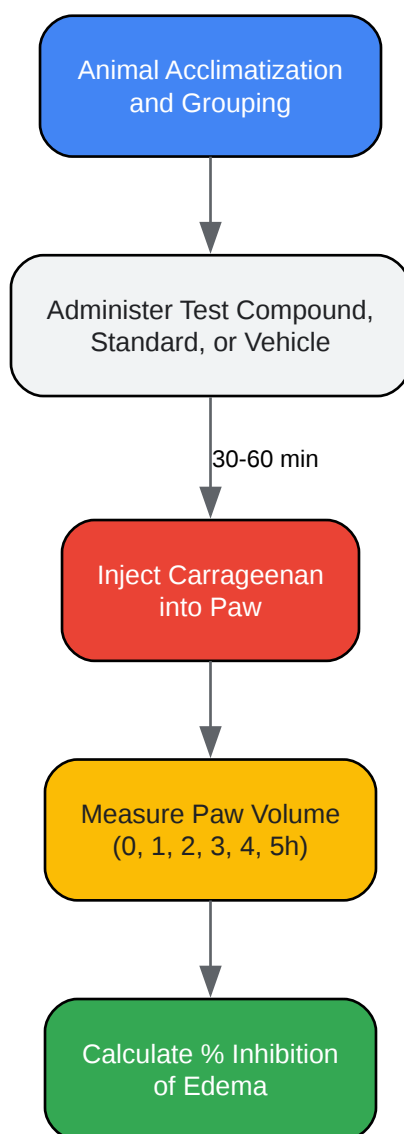 Animal Acclimatization
and Grouping
Administer Test Compound,
Standard, or Vehicle
30-60 min
Inject Carrageenan
into Paw
Measure Paw Volume
(0, 1, 2, 3, 4, 5h)
Calculate % Inhibition
of Edema